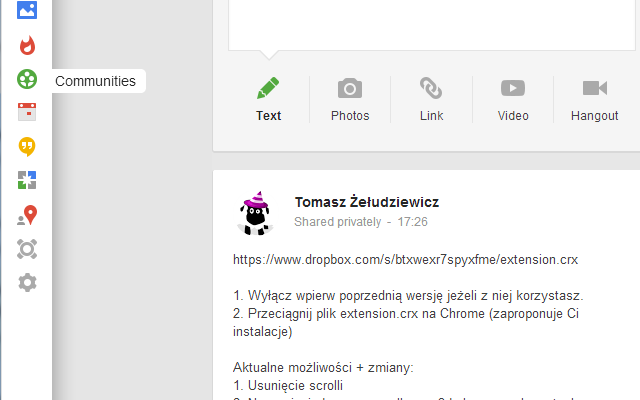 Communities
Text Photos Link Video Hangout
Tomasz Żełudziewicz
Shared privately - 17:26
https://www.dropbox.com/s/btxwexr7spyxfme/extension.crx
1. Wyłącz wpierw poprzednią wersję jeżeli z niej korzystasz.
2. Przeciągnij plik extension.crx na Chrome (zaproponuje Ci
instalacje)
Aktualne możliwości + zmiany:
1. Usunięcie scrolli